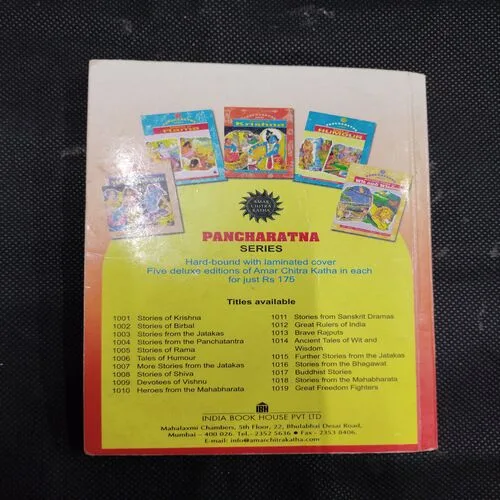 Rama
Krishna
HUMOUR
AMAR
CHITRA
KATHA
PANCHARATNA
SERIES
Hard-bound with laminated cover
Five deluxe editions of Amar Chitra Katha in each
for just Rs 175
Titles available
1001 Stories of Krishna
1002 Stories of Birbal
1003 Stories from the Jatakas
1004 Stories from the Panchatantra
1005 Stories of Rama
1006 Tales of Humour
1007 More Stories from the Jatakas
1008 Stories of Shiva
1009 Devotees of Vishnu
1010 Heroes from the Mahabharata
1011 Stories from Sanskrit Dramas
1012 Great Rulers of India
1013 Brave Rajputs
1014 Ancient Tales of Wit and
Wisdom
1015 Further Stories from the Jatakas
1016 Stories from the Bhagawat
1017 Buddhist Stories
1018 Stories from the Mahabharata
1019 Great Freedom Fighters
IBH
INDIA BOOK HOUSE PVT LTD
Mahalaxmi Chambers, 5th Floor, 22, Bhulabhai Desai Road,
Mumbai - 400 026. Tel.- 2352 5636 • Fax - 2353 8406.
E-mail: info@amarchitrakatha.com